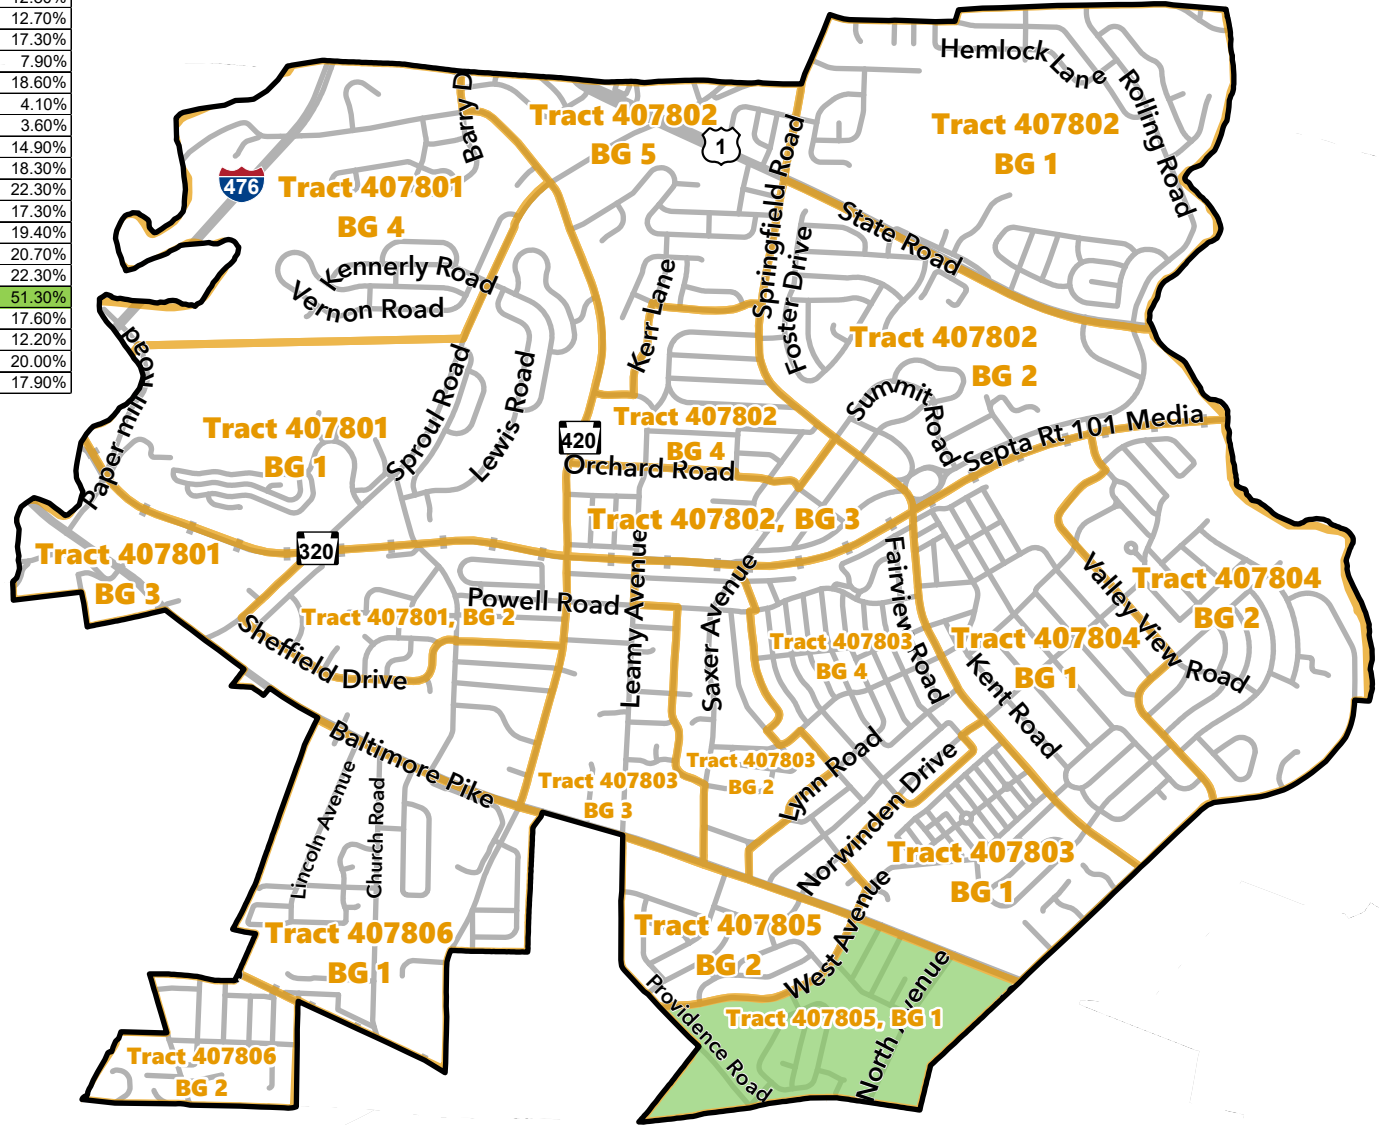 12.70%
17.30%
7.90%
18.60%
4.10%
3.60%
14.90%
18.30%
22.30%
17.30%
19.40%
20.70%
22.30%
51.30%
17.60%
12.20%
20.00%
17.90%
Hemlock Lane
Rolling Road
Barry D
Tract 407802
BG 5
1
Tract 407802
BG 1
476
Tract 407801
BG 4
Springfield Road
State Road
Foster Drive
Kennerly Road
Vernon Road
Kerr Lane
Paper mill Road
Sproul Road
Lewis Road
Tract 407802
BG 2
Summit Road
Tract 407801
BG 1
420
Tract 407802
BG 4
Orchard Road
Septa Rt 101 Media
Tract 407802, BG 3
320
Tract 407801
BG 3
Powell Road
Leamy Avenue
Saxer Avenue
Fairview Road
Valley View Road
Tract 407804
BG 2
Tract 407801, BG 2
Sheffield Drive
Tract 407803
BG 4
Tract 407804
BG 1
Kent Road
Baltimore Pike
Lincoln Avenue
Church Road
Tract 407803
BG 3
Tract 407803
BG 2
Lynn Road
Norwinden Drive
Tract 407803
BG 1
Tract 407806
BG 1
Tract 407805
BG 2
West Avenue
Providence Road
Tract 407805, BG 1
North Avenue
Tract 407806
BG 2